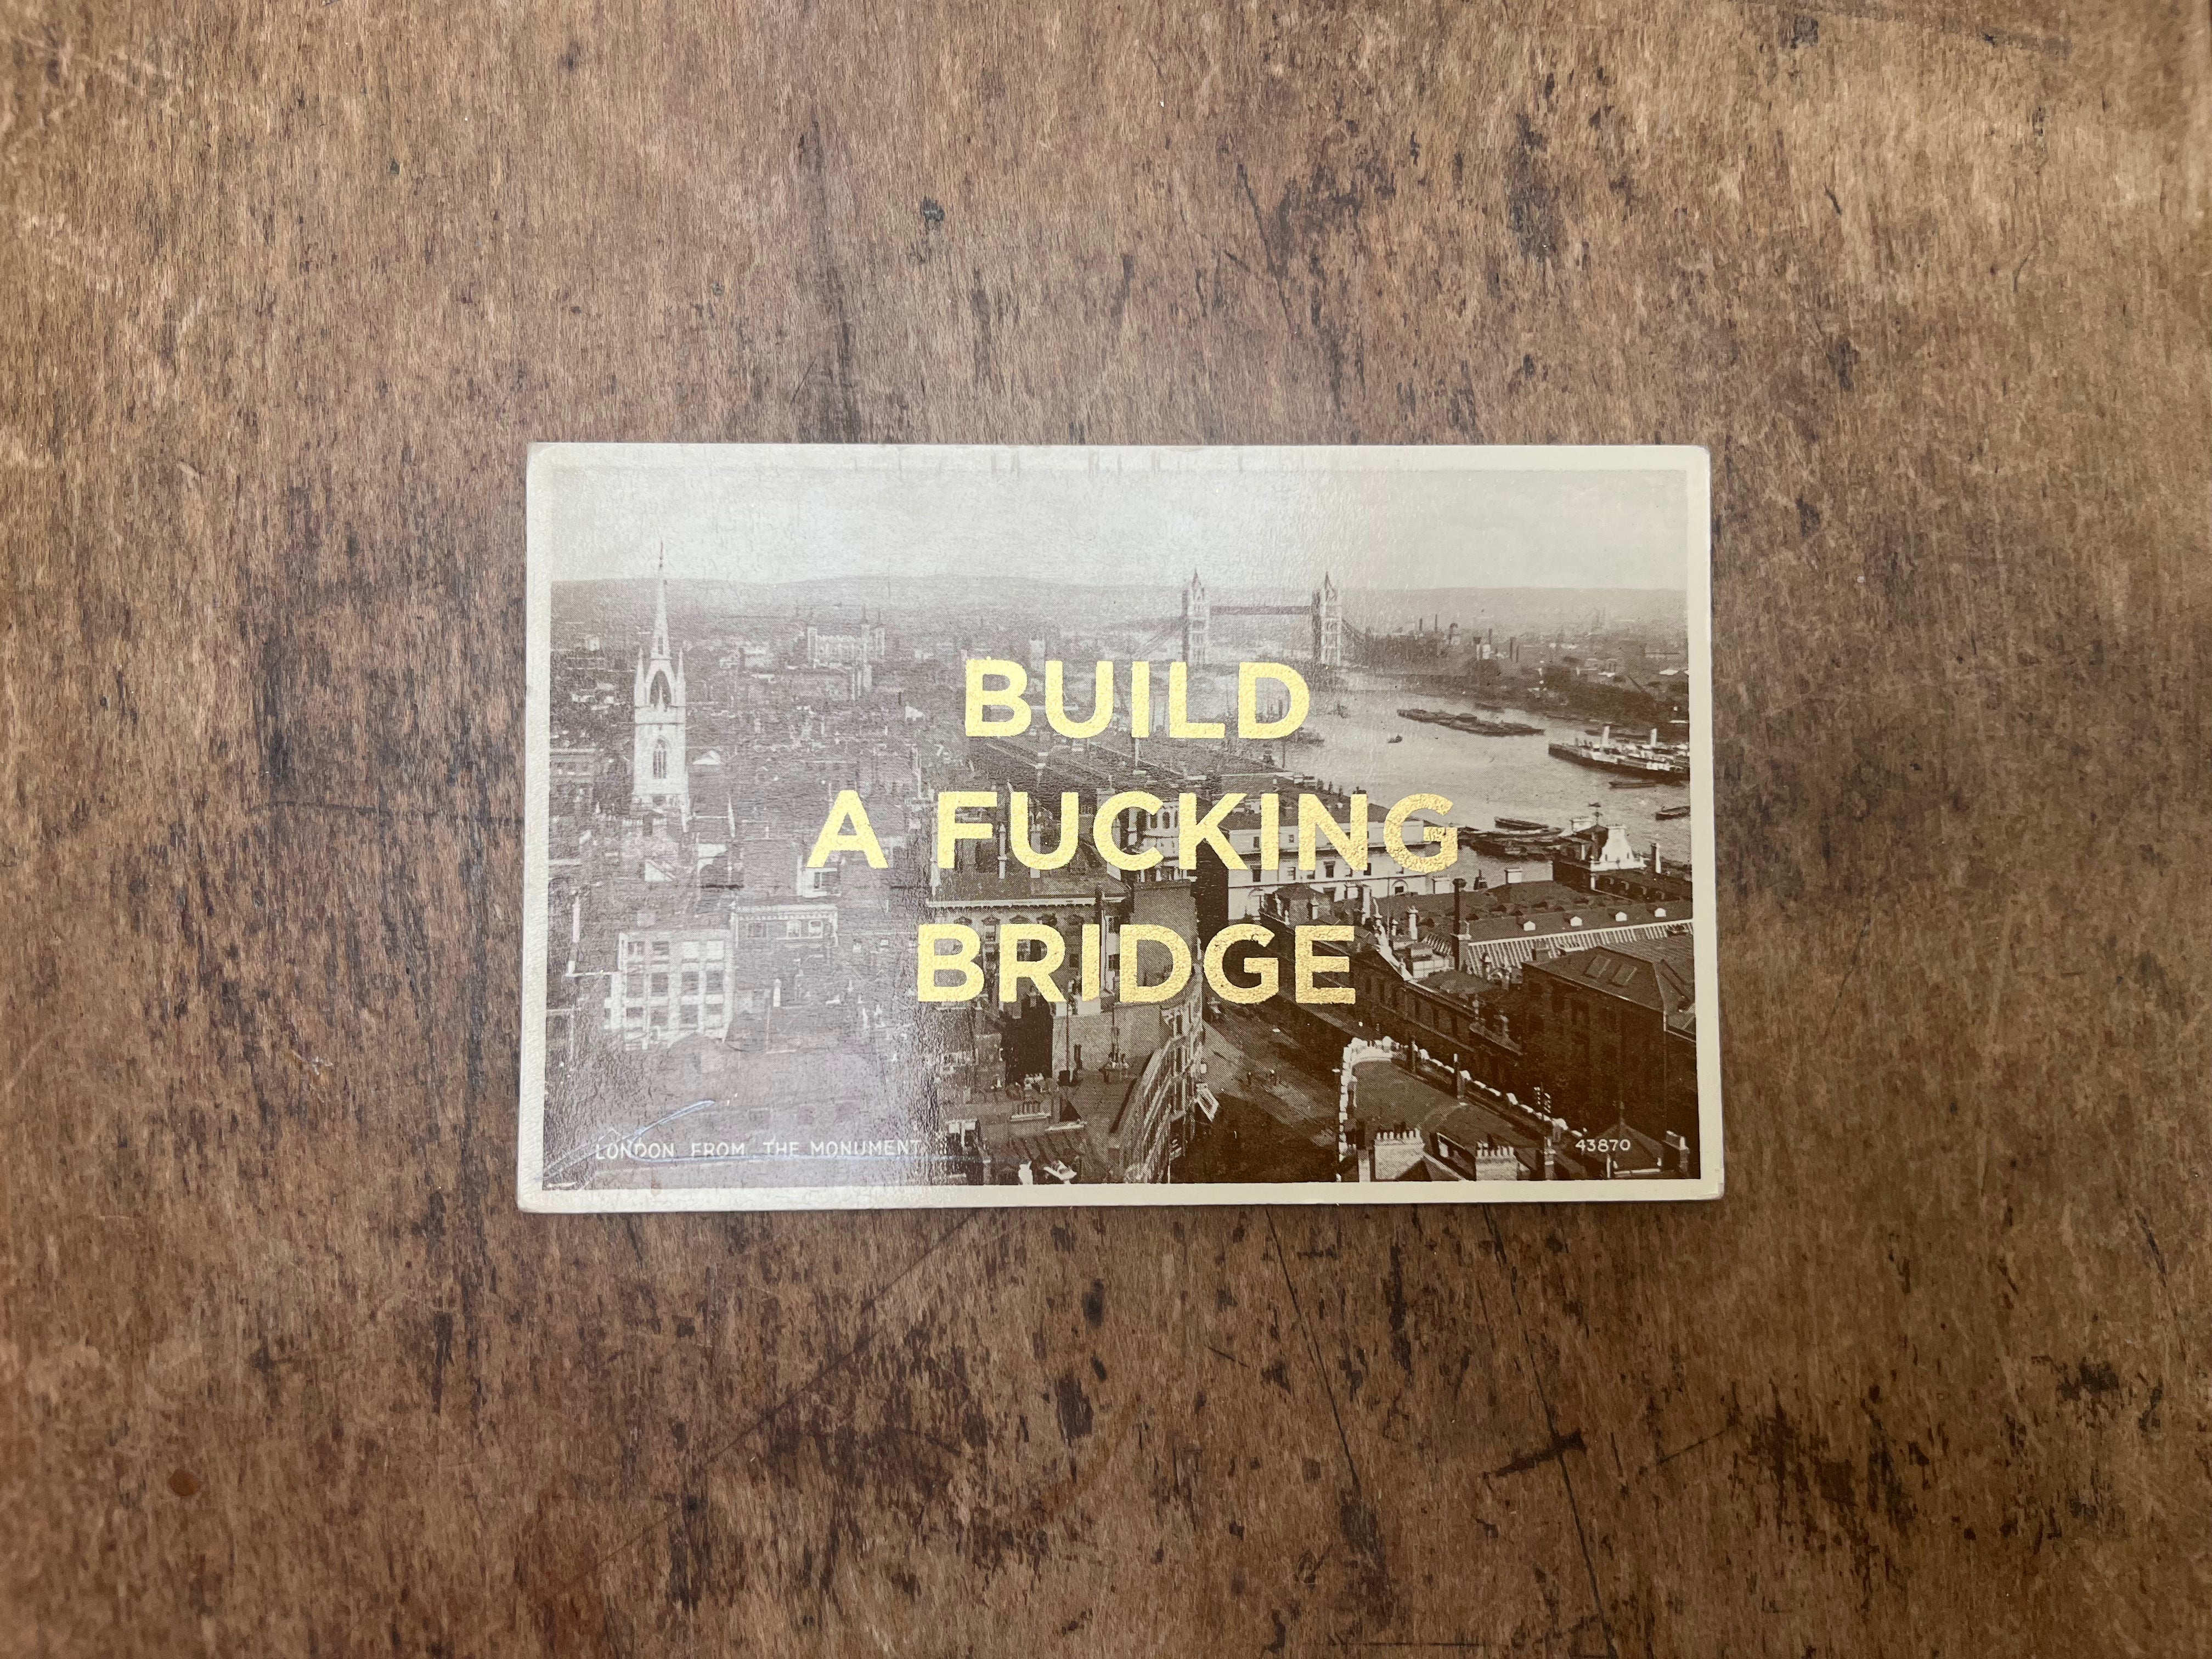 BUILD
A FUCKING
BRIDGE
LONDON FROM THE MONUMENT.
43870